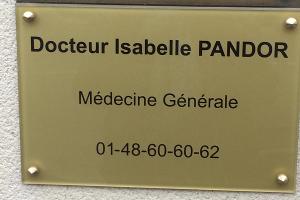 Docteur Isabelle PANDOR
Médecine Générale
01-48-60-60-62